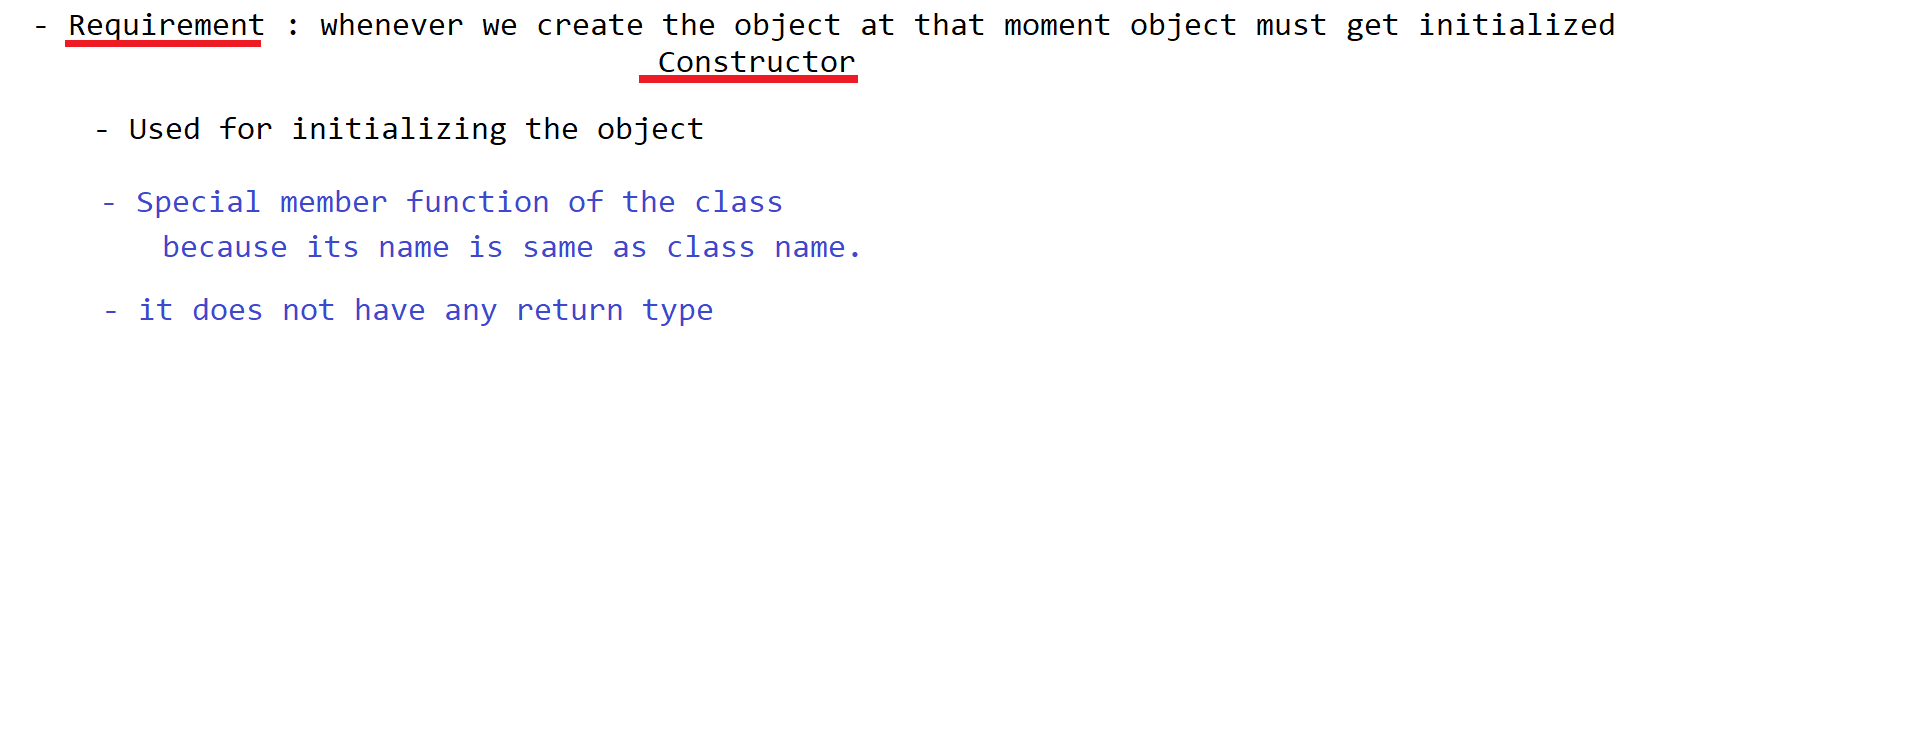 - Requirement : whenever we create the object at that moment object must get initialized
Constructor
- Used for initializing the object
- Special member function of the class
because its name is same as class name.
- it does not have any return type